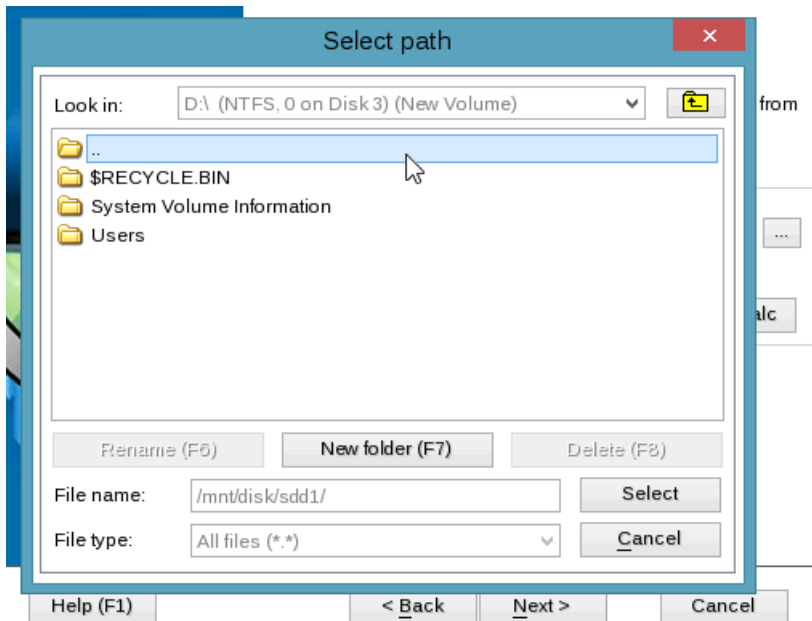 Select path
Look in:
D:\ (NTFS, 0 on Disk 3) (New Volume)
from
..
$RECYCLE.BIN
System Volume Information
Users
...
Rename (F6)
New folder (F7)
Delete (F8)
File name:
/mnt/disk/sdd1/
Select
File type:
All files (*.*)
Cancel
Help (F1)
< Back
Next >
Cancel